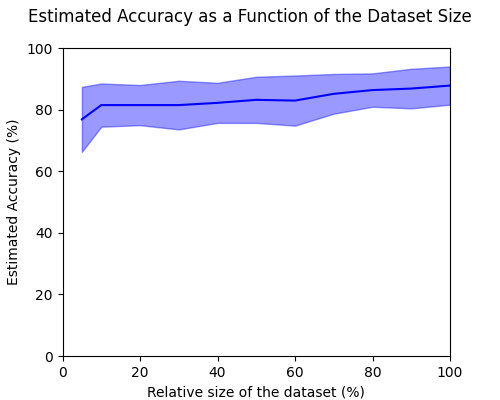 Estimated Accuracy as a Function of the Dataset Size
100
80
60
40
20
0
Estimated Accuracy (%)
0 20 40 60 80 100
Relative size of the dataset (%)